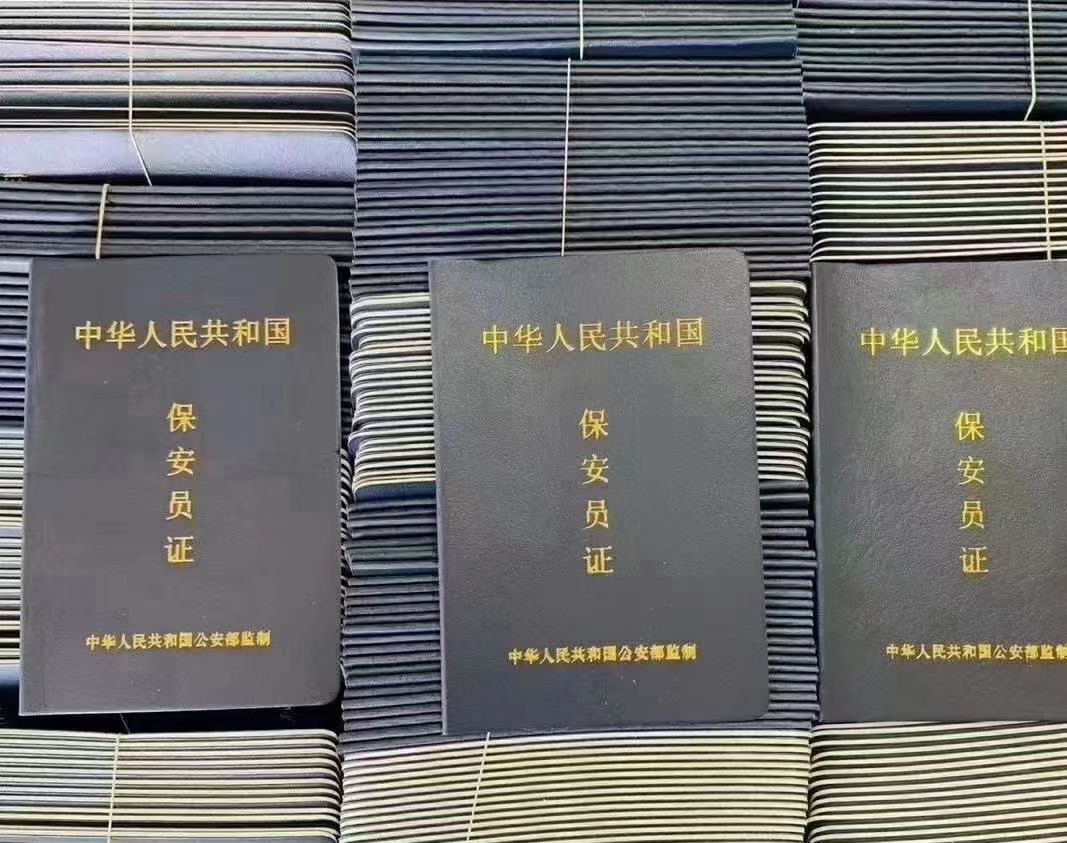 中华人民共和国
保
安
员
证
中华人民共和国公安部监制
中华人民共和国
保
安
员
证
中华人民共和国公安部监制
中华人民共和国
保
安
员
证
中华人民共和国公安部监制